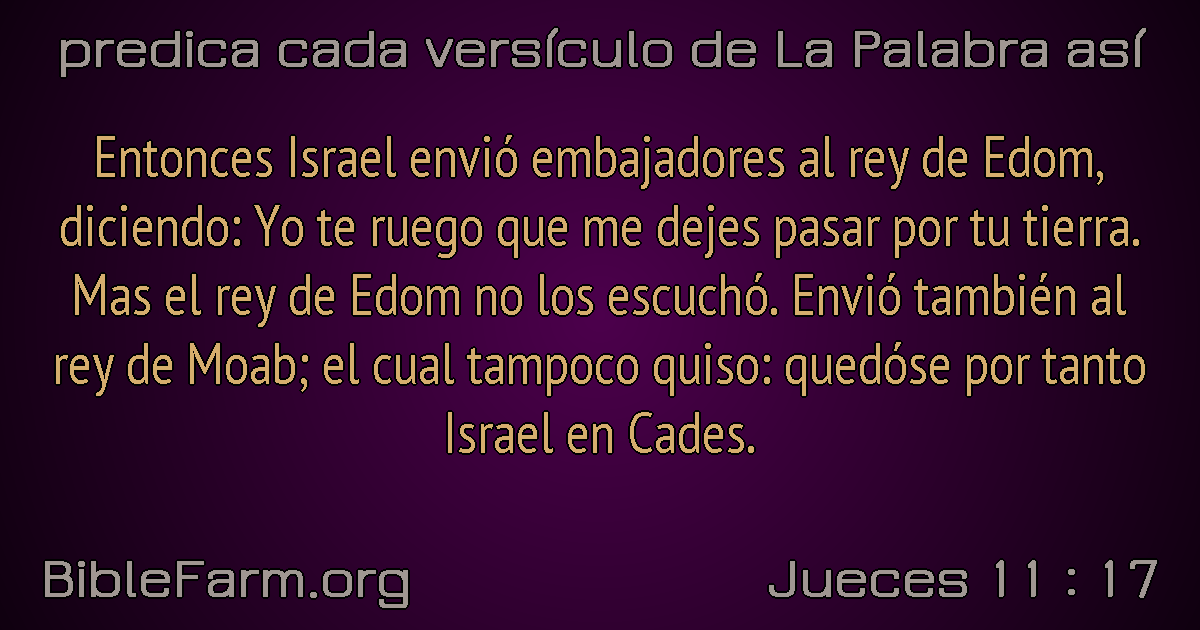 predica cada versículo de La Palabra así
Entonces Israel envió embajadores al rey de Edom,
diciendo: Yo te ruego que me dejes pasar por tu tierra.
Mas el rey de Edom no los escuchó. Envió también al
rey de Moab; el cual tampoco quiso: quedóse por tanto
Israel en Cades.
BibleFarm.org
Jueces 11 : 17